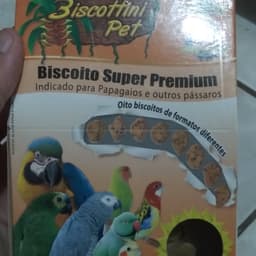 Biscottini
Pet
Biscoito Super Premium
Indicado para Papagaios e outros pássaros
Oito biscoitos de formatos diferentes